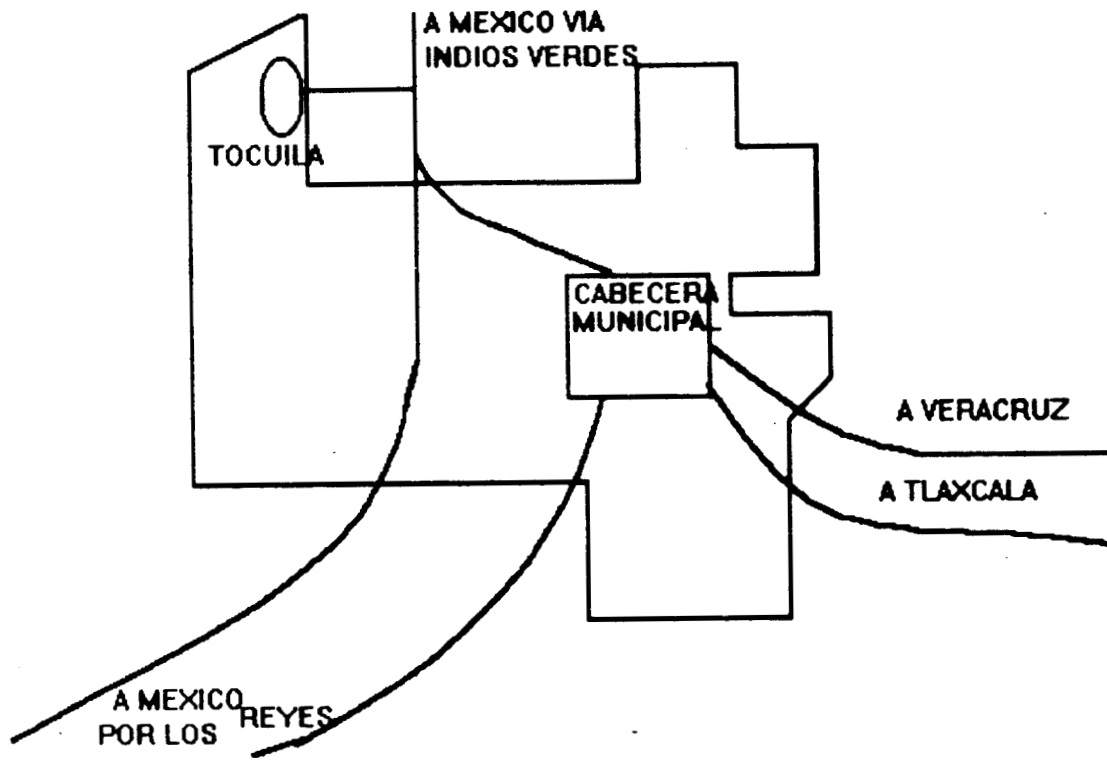 A MEXICO VIA
INDIOS VERDES
TOCUILA
CABECERA
MUNICIPAL
A VERACRUZ
A TLAXCALA
A MEXICO
POR LOS REYES